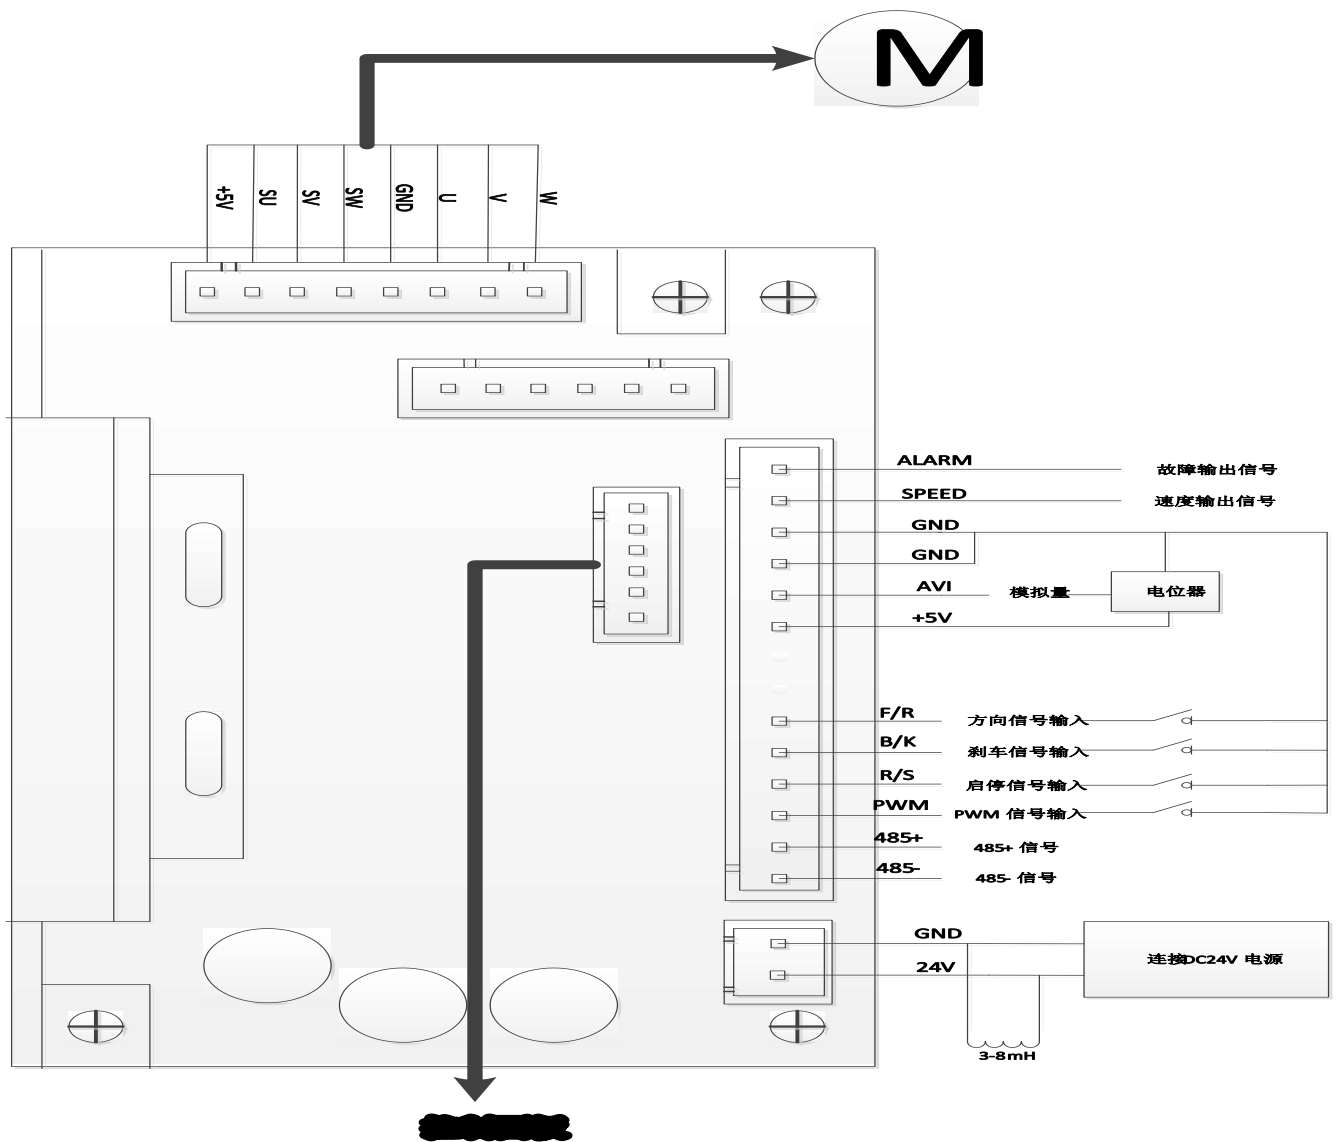 M
+5V SU SV SW GND U V W
ALARM 故障输出信号
SPEED 速度输出信号
GND
GND
AVI 模拟量 电位器
+5V
F/R 方向信号输入
B/K 刹车信号输入
R/S 启停信号输入
PWM PWM 信号输入
485+ 485+ 信号
485- 485- 信号
GND
24V 连接DC24V 电源
3-8mH